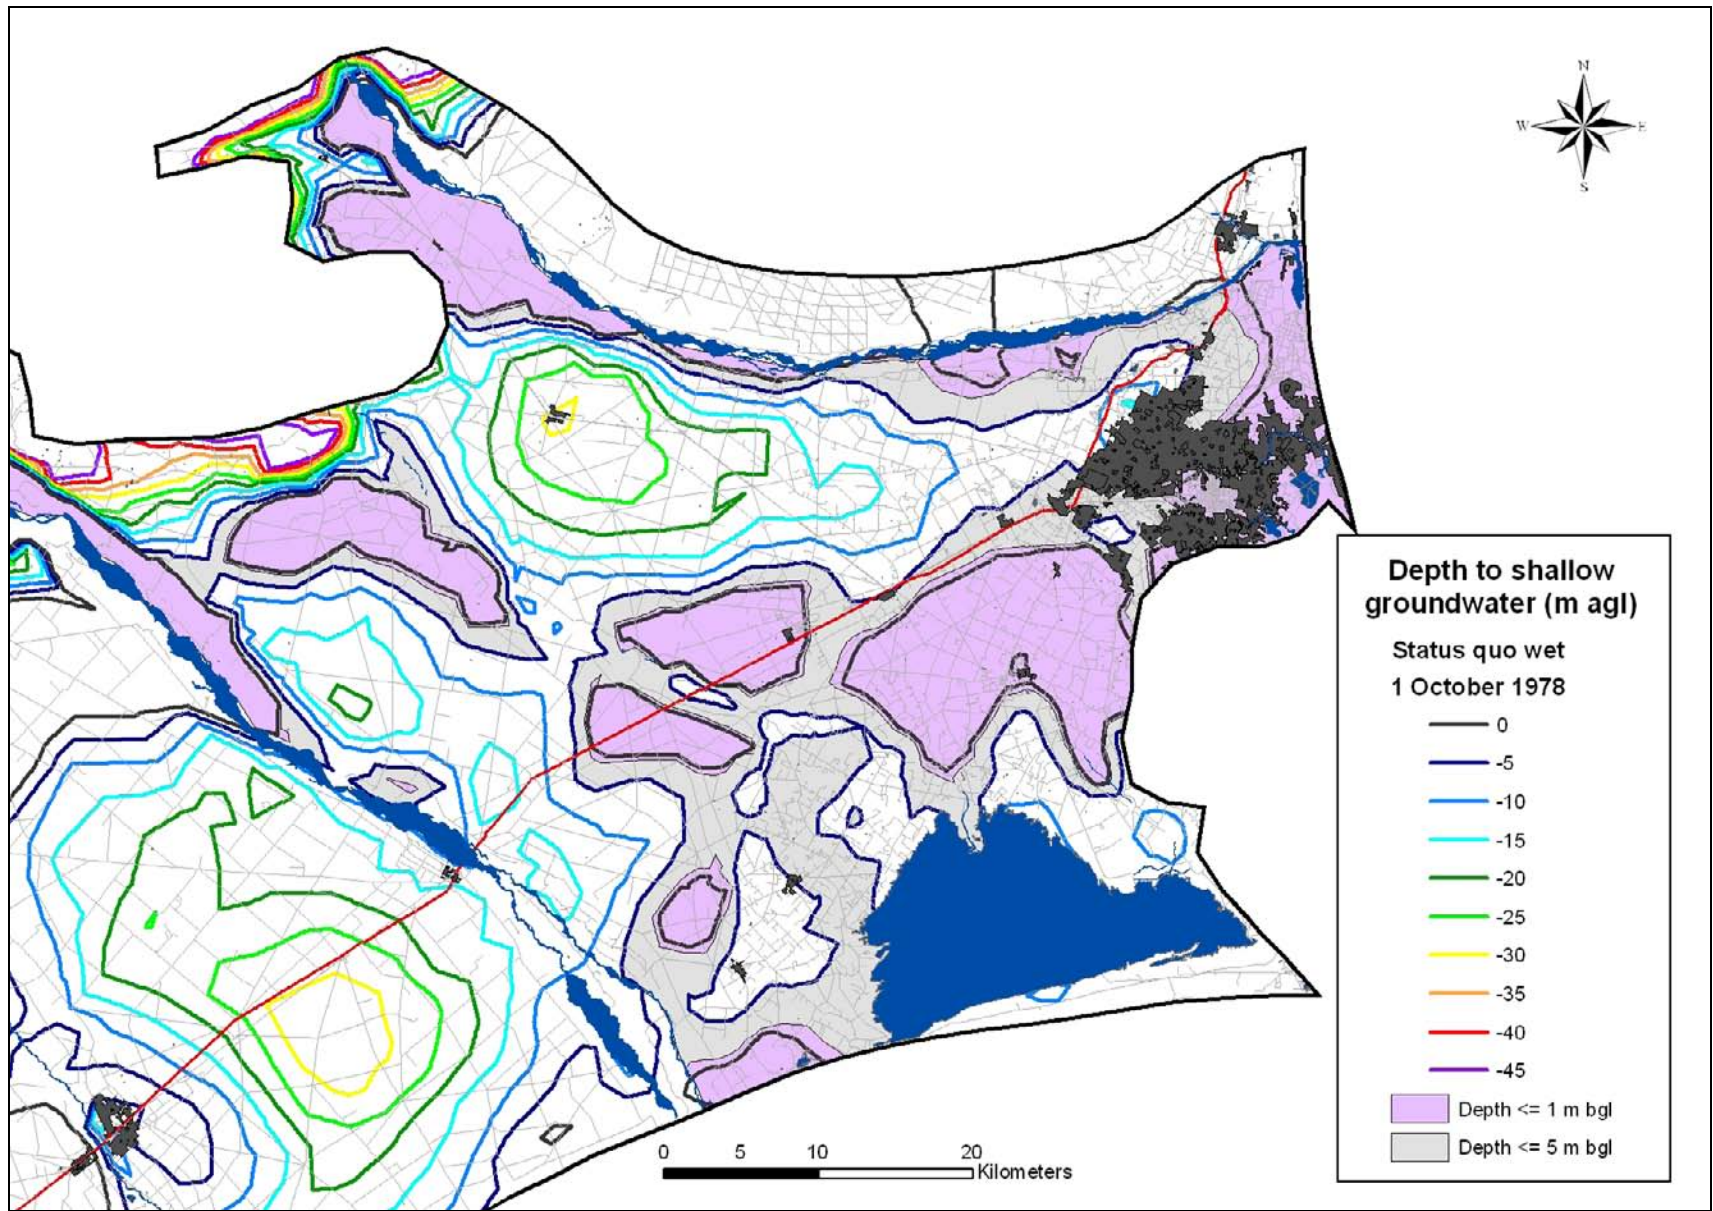 N
W E
S
Depth to shallow
groundwater (m agl)
Status quo wet
1 October 1978
0
-5
-10
-15
-20
-25
-30
-35
-40
-45
Depth <= 1 m bgl
Depth <= 5 m bgl
0 5 10 20
Kilometers